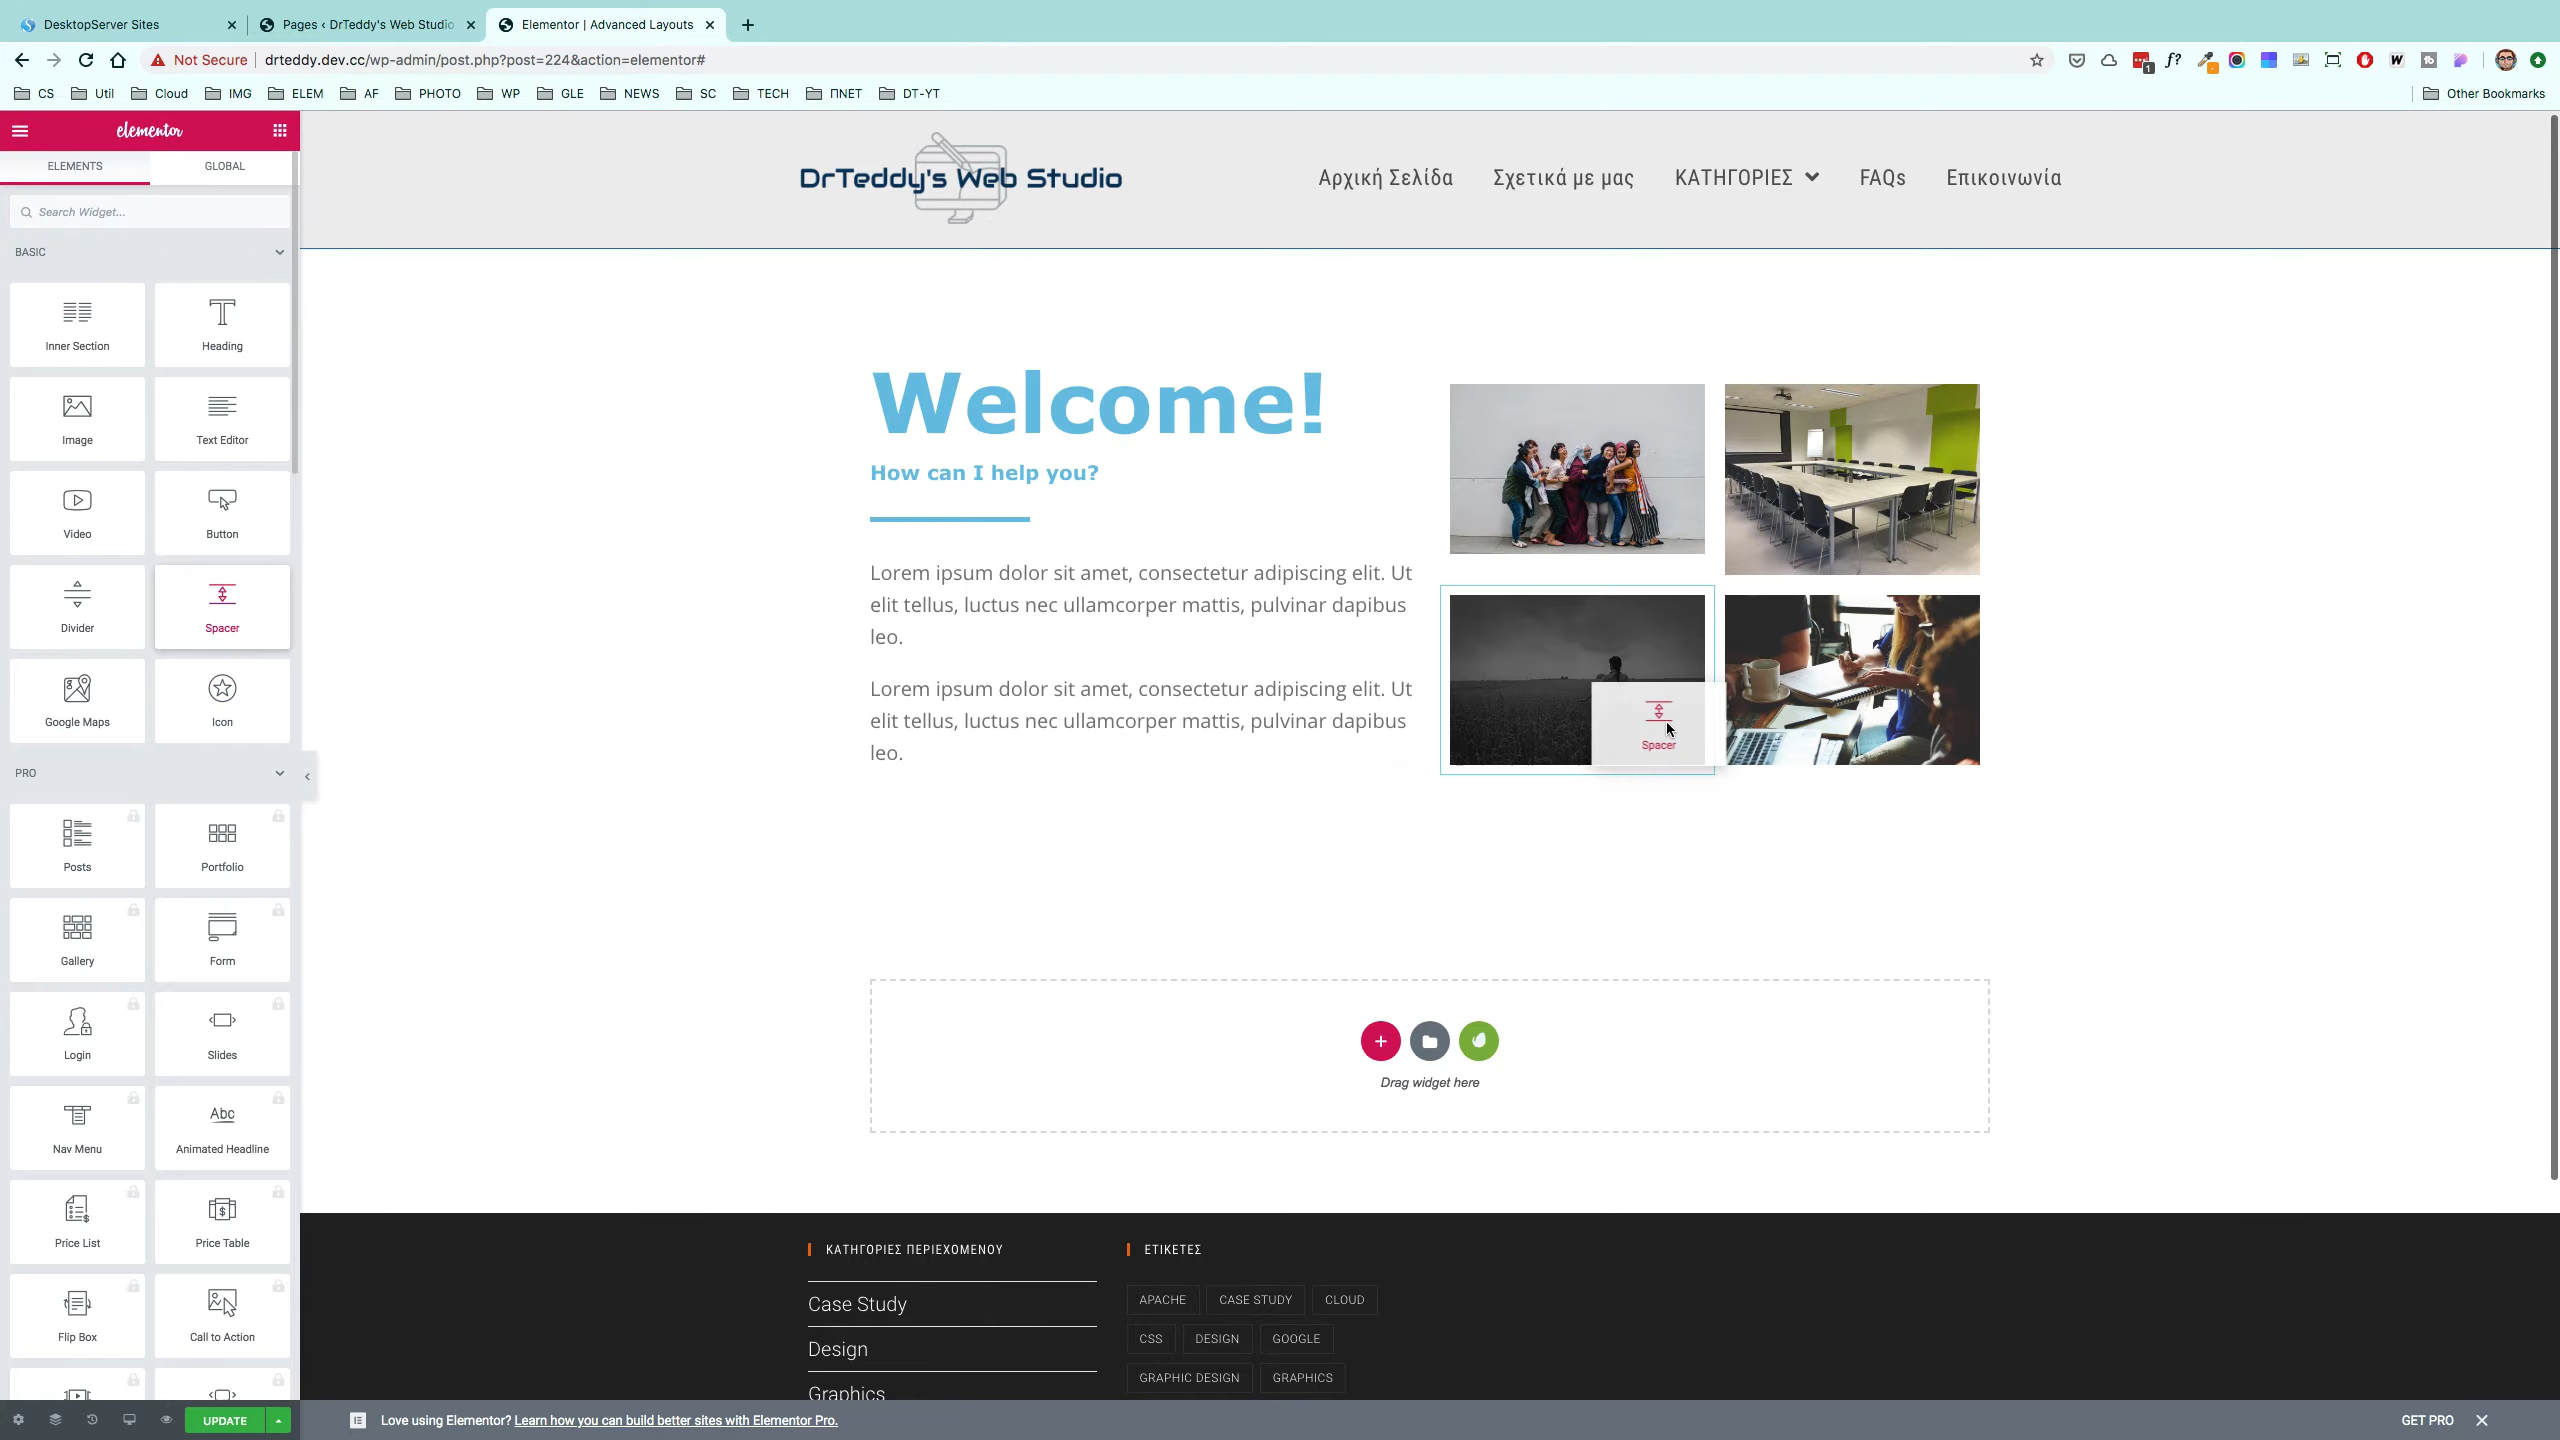 DesktopServer Sites
Pages ‹ DrTeddy's Web Studio
Elementor | Advanced Layouts
Not Secure
drteddy.dev.cc/wp-admin/post.php?post=224&action=elementor#
CS
Util
Cloud
IMG
ELEM
AF
PHOTO
WP
GLE
NEWS
SC
TECH
ΠΝΕΤ
DT-YT
Other Bookmarks
elementor
ELEMENTS
GLOBAL
Search Widget...
BASIC
Inner Section
Heading
Image
Text Editor
Video
Button
Divider
Spacer
Google Maps
Icon
PRO
Posts
Portfolio
Gallery
Form
Login
Slides
Nav Menu
Abc
Animated Headline
Price List
Price Table
Flip Box
Call to Action
UPDATE
DrTeddy's Web Studio
Αρχική Σελίδα
Σχετικά με μας
ΚΑΤΗΓΟΡΙΕΣ
FAQs
Επικοινωνία
Welcome!
How can I help you?
Lorem ipsum dolor sit amet, consectetur adipiscing elit. Ut
elit tellus, luctus nec ullamcorper mattis, pulvinar dapibus
leo.
Lorem ipsum dolor sit amet, consectetur adipiscing elit. Ut
elit tellus, luctus nec ullamcorper mattis, pulvinar dapibus
leo.
Spacer
Drag widget here
ΚΑΤΗΓΟΡΙΕΣ ΠΕΡΙΕΧΟΜΕΝΟΥ
Case Study
Design
Graphics
ΕΤΙΚΕΤΕΣ
APACHE
CASE STUDY
CLOUD
CSS
DESIGN
GOOGLE
GRAPHIC DESIGN
GRAPHICS
Love using Elementor? Learn how you can build better sites with Elementor Pro.
GET PRO